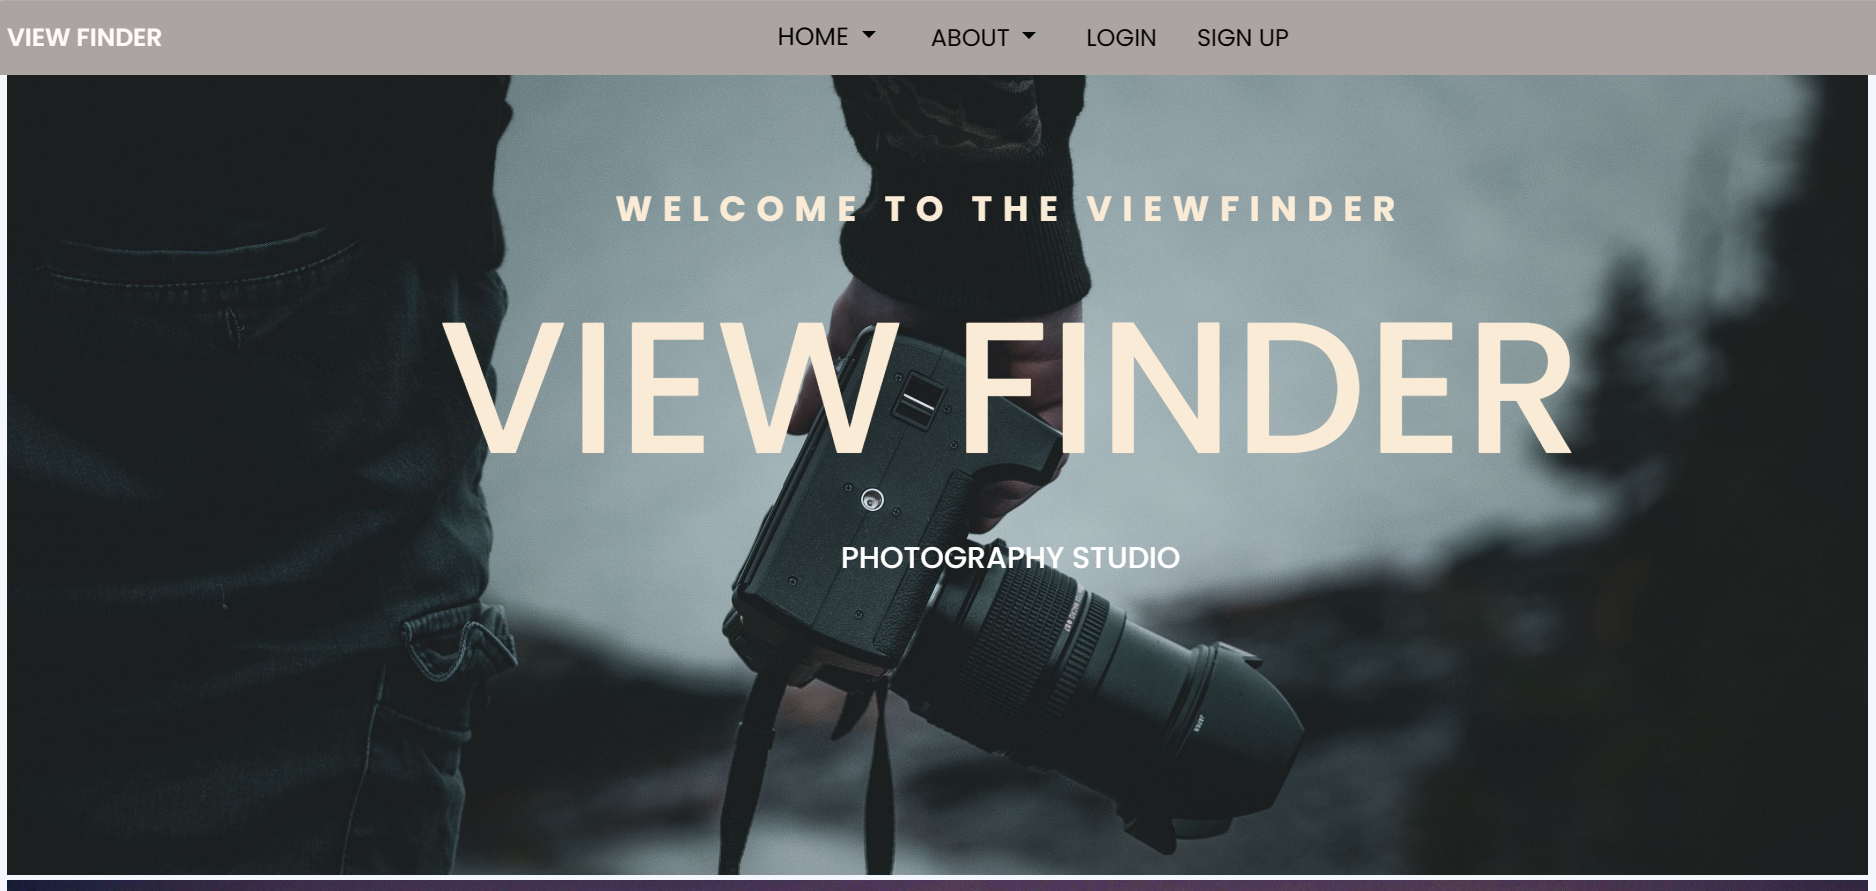 VIEW FINDER HOME ABOUT LOGIN SIGN UP
WELCOME TO THE VIEWFINDER
VIEW FINDER
PHOTOGRAPHY STUDIO